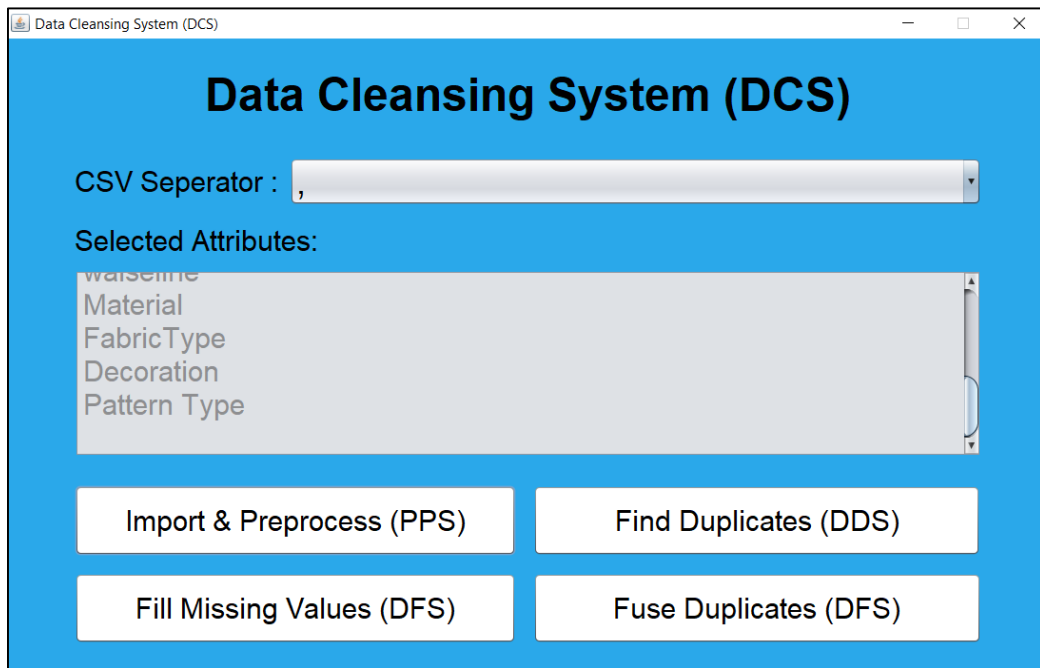 Data Cleansing System (DCS)
Data Cleansing System (DCS)
CSV Seperator : ,
Selected Attributes:
waiseline
Material
FabricType
Decoration
Pattern Type
Import & Preprocess (PPS)
Find Duplicates (DDS)
Fill Missing Values (DFS)
Fuse Duplicates (DFS)